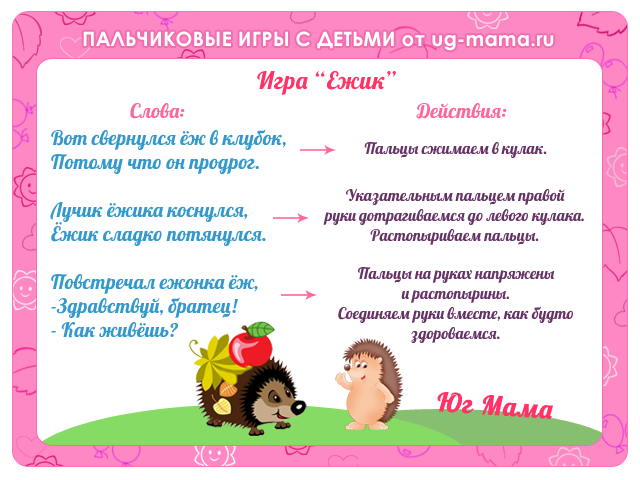 ПАЛЬЧИКОВЫЕ ИГРЫ С ДЕТЬМИ от ug-mama.ru
Игра “Ежик”
Слова:
Действия:
Вот свернулся ёж в клубок,
Потому что он продрог.
Пальцы сжимаем в кулак.
Лучик ёжика коснулся,
Ёжик сладко потянулся.
Указательным пальцем правой
руки дотрагиваемся до левого кулака.
Растопыриваем пальцы.
Повстречал ежонка ёж,
-Здравствуй, братец!
- Как живёшь?
Пальцы на руках напряжены
и растопырины.
Соединяем руки вместе, как будто
здороваемся.
Юг Мама